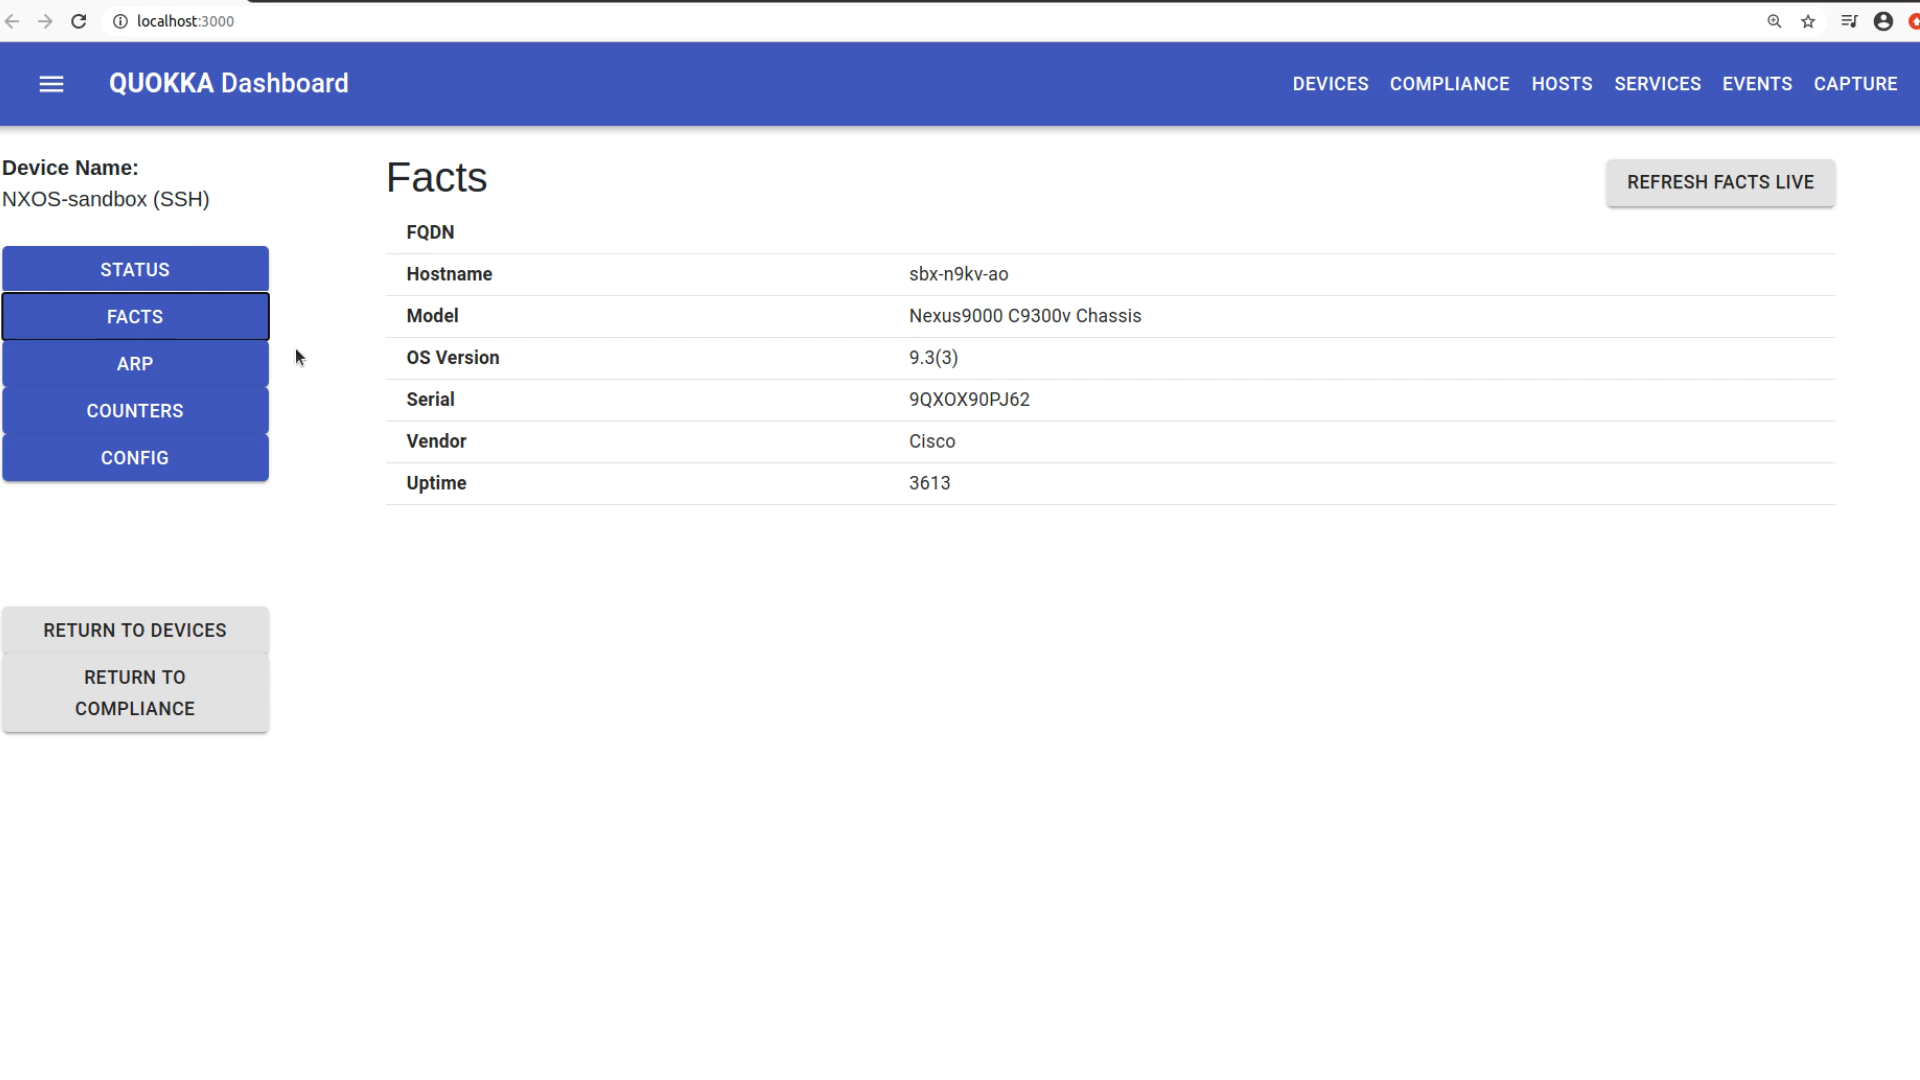 localhost:3000
QUOKKA Dashboard
DEVICES COMPLIANCE HOSTS SERVICES EVENTS CAPTURE
Device Name:
NXOS-sandbox (SSH)
STATUS
FACTS
ARP
COUNTERS
CONFIG
RETURN TO DEVICES
RETURN TO
COMPLIANCE
Facts
REFRESH FACTS LIVE
FQDN
Hostname sbx-n9kv-ao
Model Nexus9000 C9300v Chassis
OS Version 9.3(3)
Serial 9QXOX90PJ62
Vendor Cisco
Uptime 3613